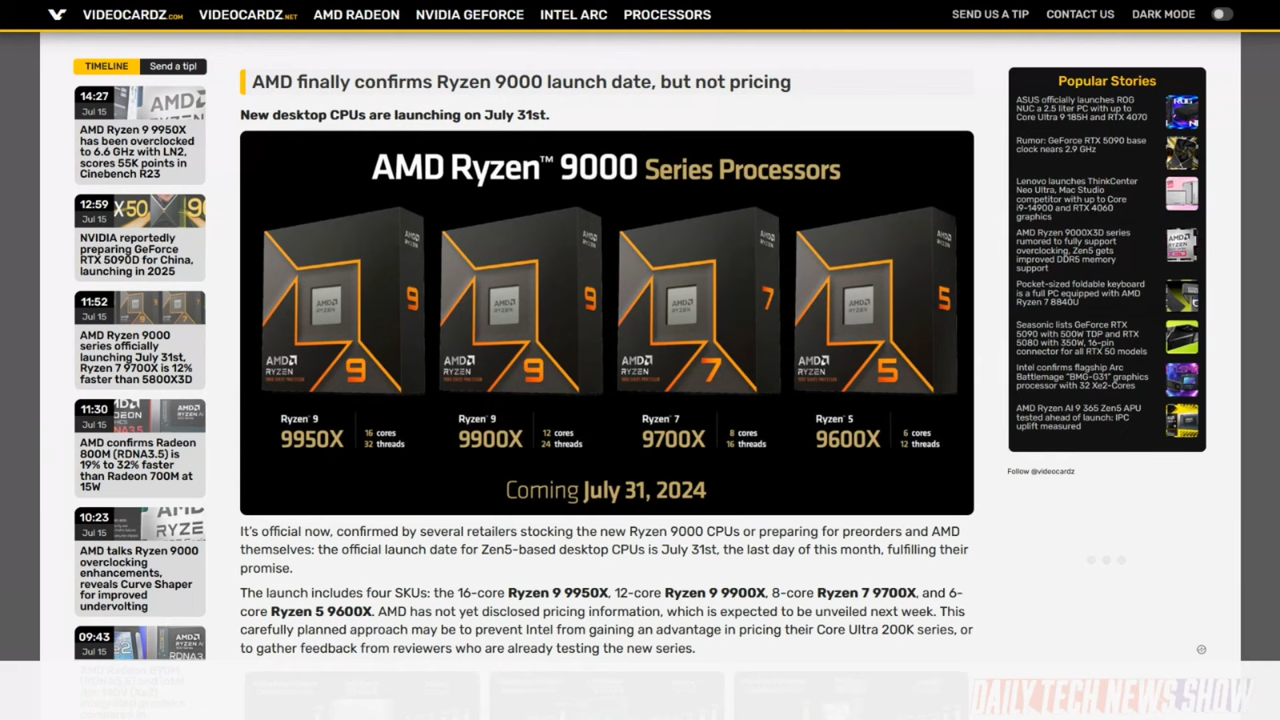 VIDEOCARDZ.COM VIDEOCARDZ.NET AMD RADEON NVIDIA GEFORCE INTEL ARC PROCESSORS SEND US A TIP CONTACT US DARK MODE
TIMELINE Send a tip!
14:27
Jul 15
AMD Ryzen 9 9950X
has been overclocked
to 6.6 GHz with LN2,
scores 55K points in
Cinebench R23
12:59
Jul 15
NVIDIA reportedly
preparing GeForce
RTX 5090D for China,
launching in 2025
11:52
Jul 15
AMD Ryzen 9000
series officially
launching July 31st,
Ryzen 7 9700X is 12%
faster than 5800X3D
11:30
Jul 15
AMD confirms Radeon
800M (RDNA3.5) is
19% to 32% faster
than Radeon 700M at
15W
10:23
Jul 15
AMD talks Ryzen 9000
overclocking
enhancements,
reveals Curve Shaper
for improved
undervolting
09:43
Jul 15
AMD finally confirms Ryzen 9000 launch date, but not pricing
New desktop CPUs are launching on July 31st.
AMD Ryzen™ 9000 Series Processors
AMD RYZEN 9
AMD RYZEN 9
AMD RYZEN 7
AMD RYZEN 5
Ryzen™ 9 9950X 16 cores 32 threads
Ryzen™ 9 9900X 12 cores 24 threads
Ryzen™ 7 9700X 8 cores 16 threads
Ryzen™ 5 9600X 6 cores 12 threads
Coming July 31, 2024
It's official now, confirmed by several retailers stocking the new Ryzen 9000 CPUs or preparing for preorders and AMD
themselves: the official launch date for Zen5-based desktop CPUs is July 31st, the last day of this month, fulfilling their
promise.
The launch includes four SKUs: the 16-core Ryzen 9 9950X, 12-core Ryzen 9 9900X, 8-core Ryzen 7 9700X, and 6-
core Ryzen 5 9600X. AMD has not yet disclosed pricing information, which is expected to be unveiled next week. This
carefully planned approach may be to prevent Intel from gaining an advantage in pricing their Core Ultra 200K series, or
to gather feedback from reviewers who are already testing the new series.
Popular Stories
ASUS officially launches ROG
NUC a 2.5 liter PC with up to
Core Ultra 9 185H and RTX 4070
Rumor: GeForce RTX 5090 base
clock nears 2.9 GHz
Lenovo launches ThinkCenter
Neo Ultra, Mac Studio
competitor with up to Core
i9-14900 and RTX 4060
graphics
AMD Ryzen 9000X3D series
rumored to fully support
overclocking, Zen5 gets
improved DDR5 memory
support
Pocket-sized foldable keyboard
is a full PC equipped with AMD
Ryzen 7 8840U
Seasonic lists GeForce RTX
5090 with 500W TDP and RTX
5080 with 350W, 16-pin
connector for all RTX 50 models
Intel confirms flagship Arc
Battlemage "BMG-G31" graphics
processor with 32 Xe2-Cores
AMD Ryzen AI 9 365 Zen5 APU
tested ahead of launch: IPC
uplift measured
Follow @videocardz
DAILY TECH NEWS SHOW